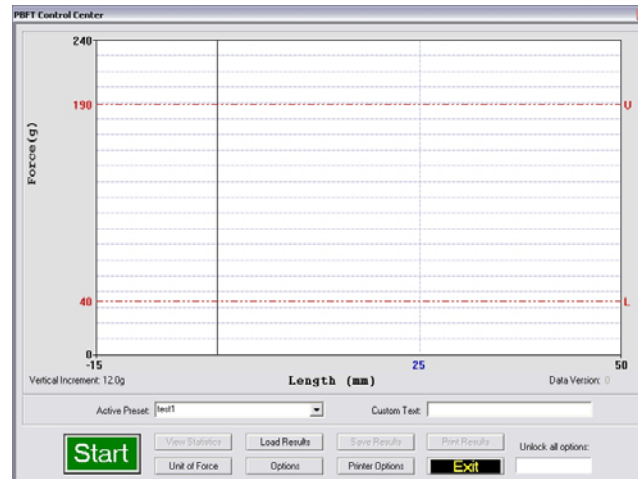 PBFT Control Center
240
190
U
Force(g)
40
L
0
-15
25
50
Vertical Increment: 12.0g
Length (mm)
Data Version: 0
Active Preset: test1
Custom Text:
Start
View Statistics
Load Results
Save Results
Print Results
Unlock all options:
Unit of Force
Options
Printer Options
Exit